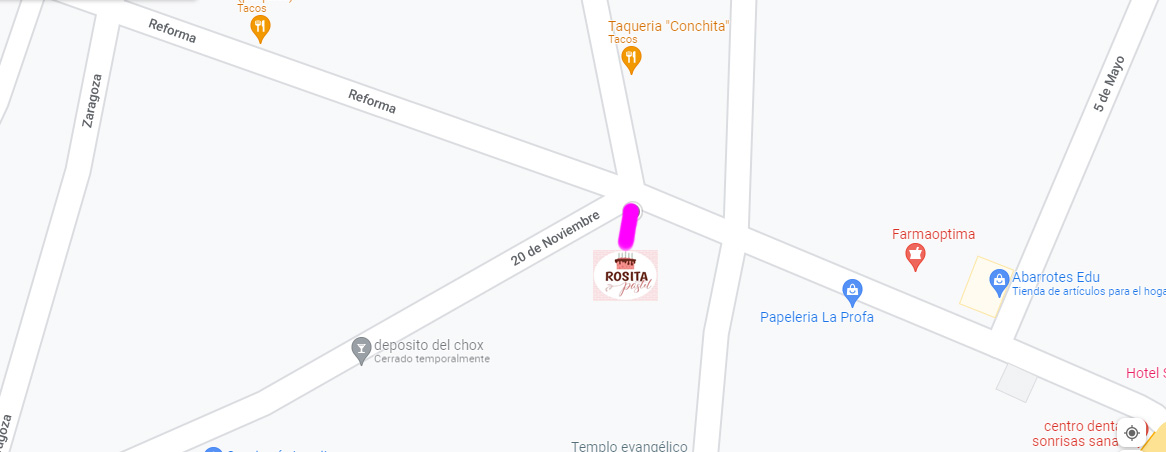 Tacos
Reforma
Taqueria "Conchita"
Tacos
Reforma
Zaragoza
5 de Mayo
20 de Noviembre
ROSITA
pastel
Farmaoptima
Abarrotes Edu
Tienda de artículos para el hoga
Papeleria La Profa
deposito del chox
Cerrado temporalmente
Hotel S
centro denta
sonrisas sana
Templo evangélico